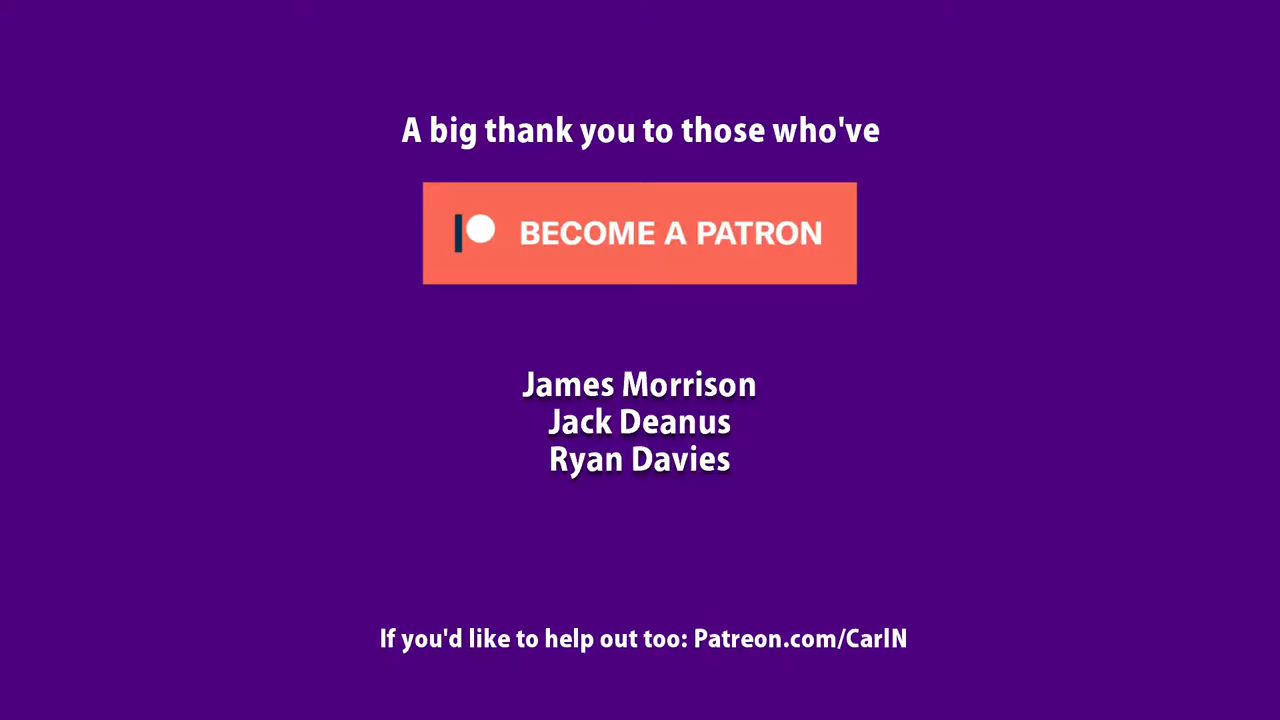 A big thank you to those who've
BECOME A PATRON
James Morrison
Jack Deanus
Ryan Davies
If you'd like to help out too: Patreon.com/CarlN